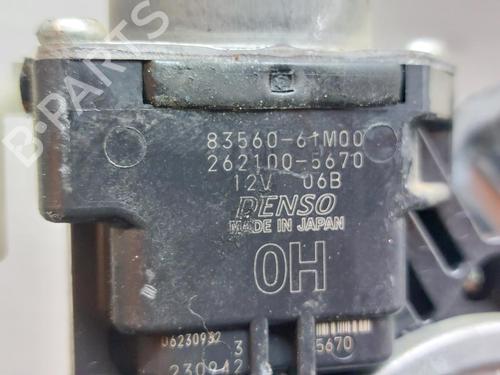 B-PARTS
83560-61M00
262100-5670
12V 06B
DENSO
MADE IN JAPAN
0H
06230932
3
5670
230942